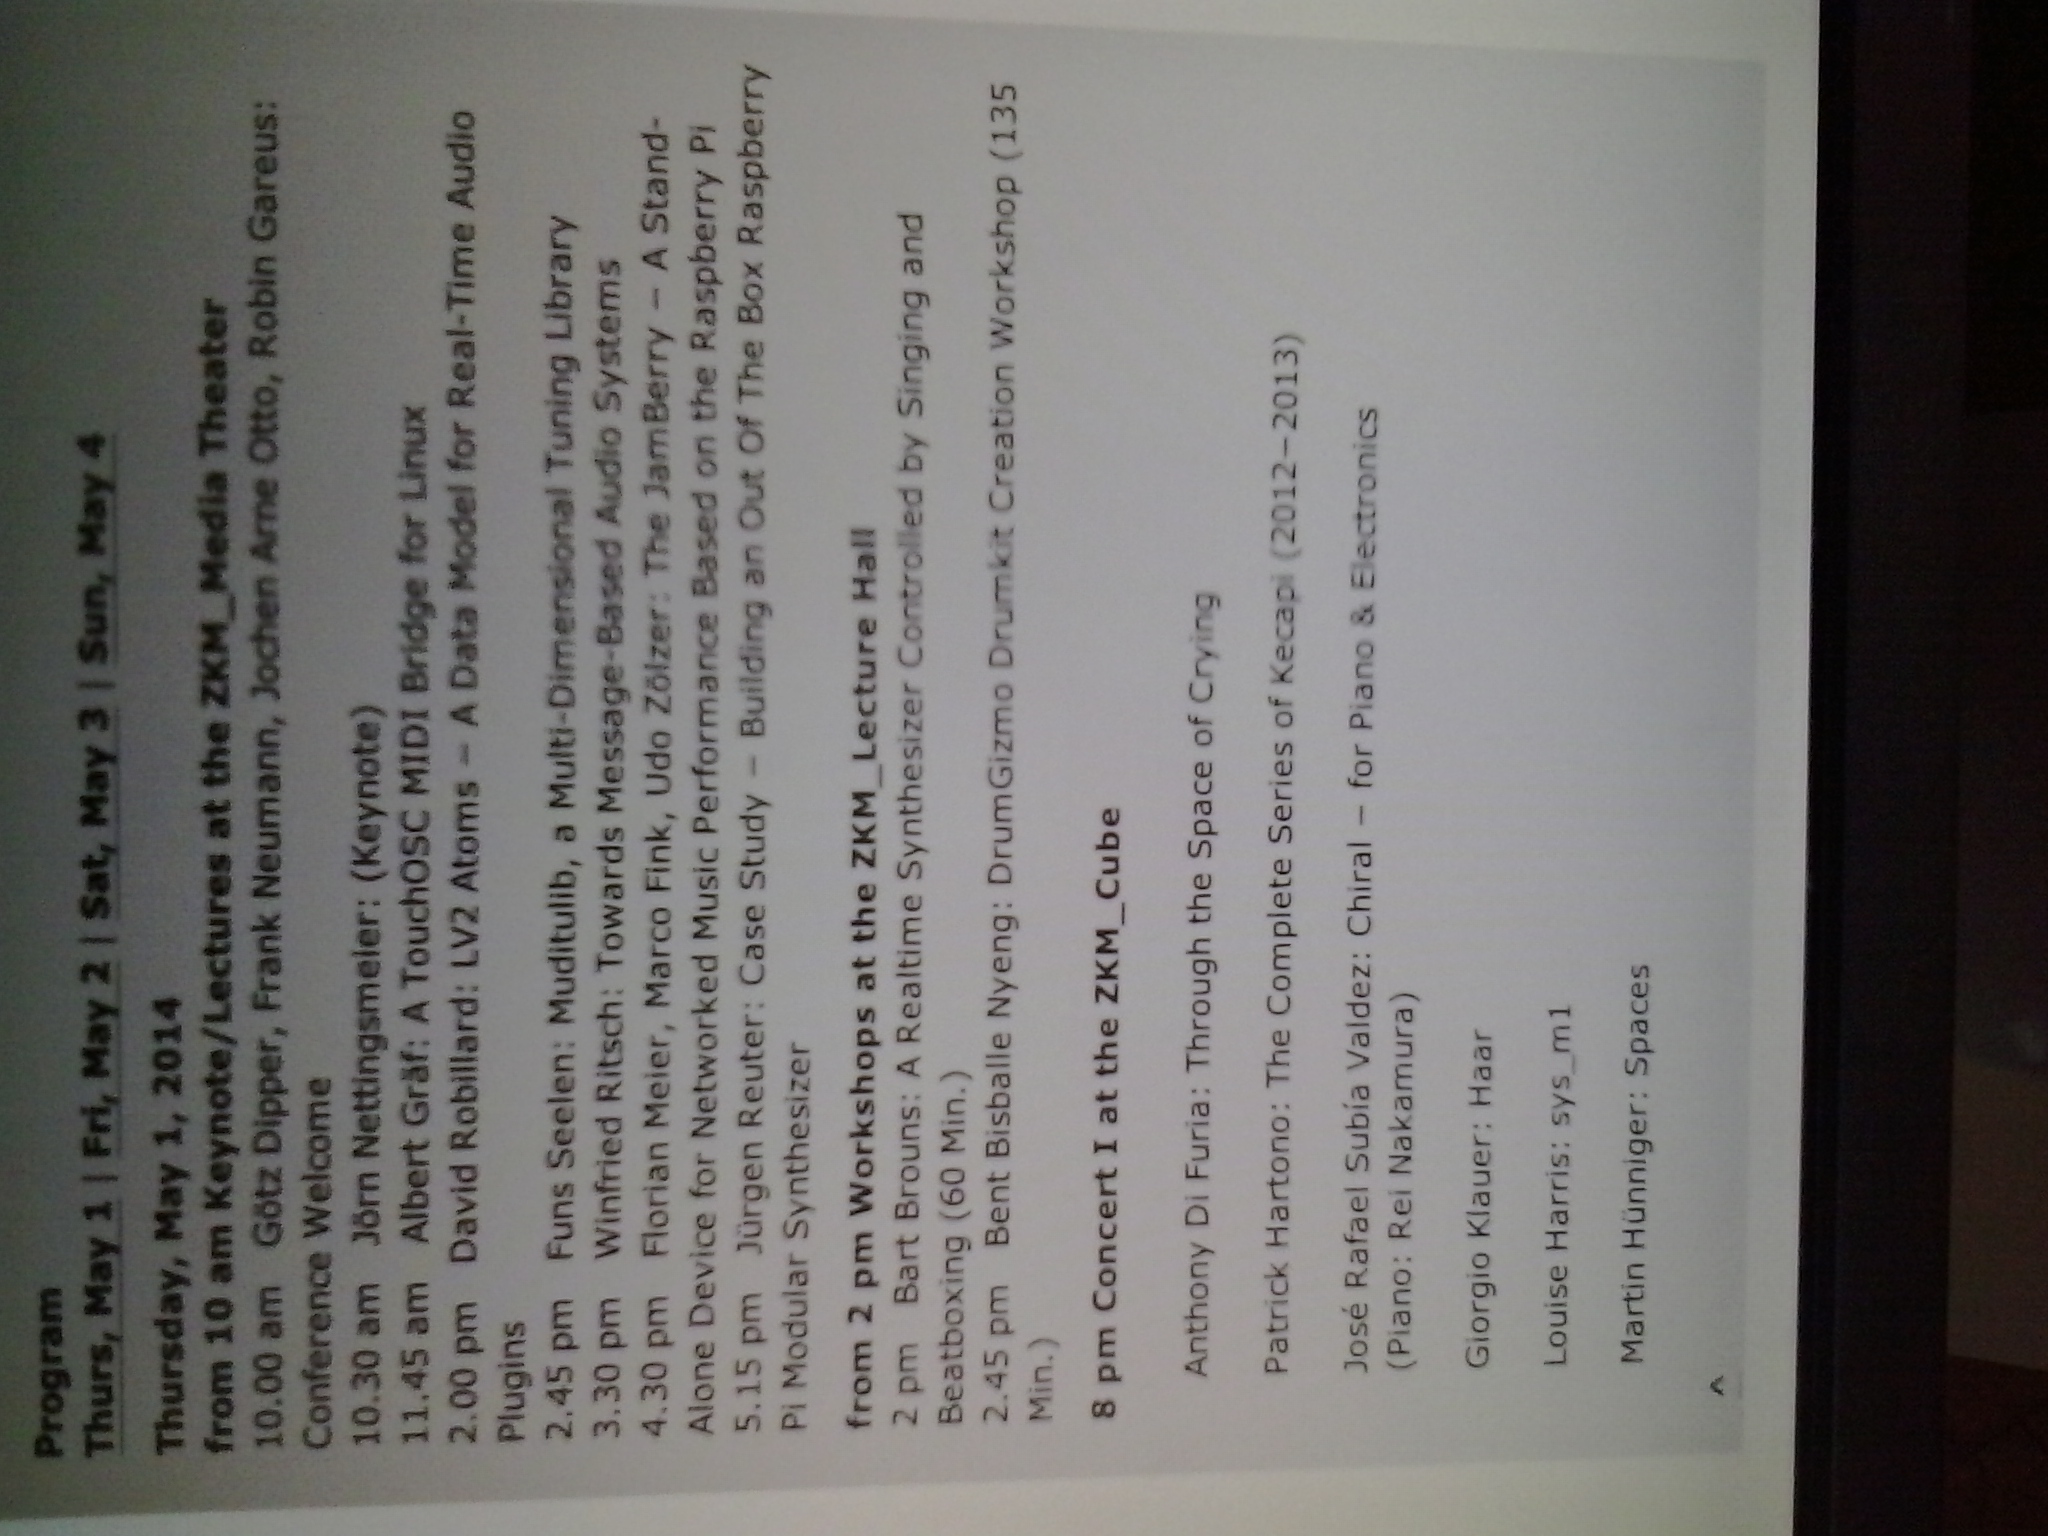 Program
Thurs, May 1 | Fri, May 2 | Sat, May 3 | Sun, May 4
Thursday, May 1, 2014
from 10 am Keynote/Lectures at the ZKM_Media Theater
10.00 am Götz Dipper, Frank Neumann, Jochen Arne Otto, Robin Gareus:
Conference Welcome
10.30 am Jörn Nettingsmeier: (Keynote)
11.45 am Albert Gräf: A TouchOSC MIDI Bridge for Linux
2.00 pm David Robillard: LV2 Atoms – A Data Model for Real-Time Audio
Plugins
2.45 pm Funs Seelen: Muditulib, a Multi-Dimensional Tuning Library
3.30 pm Winfried Ritsch: Towards Message-Based Audio Systems
4.30 pm Florian Meier, Marco Fink, Udo Zölzer: The JamBerry – A Stand-
Alone Device for Networked Music Performance Based on the Raspberry Pi
5.15 pm Jürgen Reuter: Case Study – Building an Out Of The Box Raspberry
Pi Modular Synthesizer
from 2 pm Workshops at the ZKM_Lecture Hall
2 pm Bart Brouns: A Realtime Synthesizer Controlled by Singing and
Beatboxing (60 Min.)
2.45 pm Bent Bisballe Nyeng: DrumGizmo Drumkit Creation Workshop (135
Min.)
8 pm Concert I at the ZKM_Cube
Anthony Di Furia: Through the Space of Crying
Patrick Hartono: The Complete Series of Kecapi (2012–2013)
José Rafael Subía Valdez: Chiral – for Piano & Electronics
(Piano: Rei Nakamura)
Giorgio Klauer: Haar
Louise Harris: sys_m1
Martin Hünniger: Spaces
^